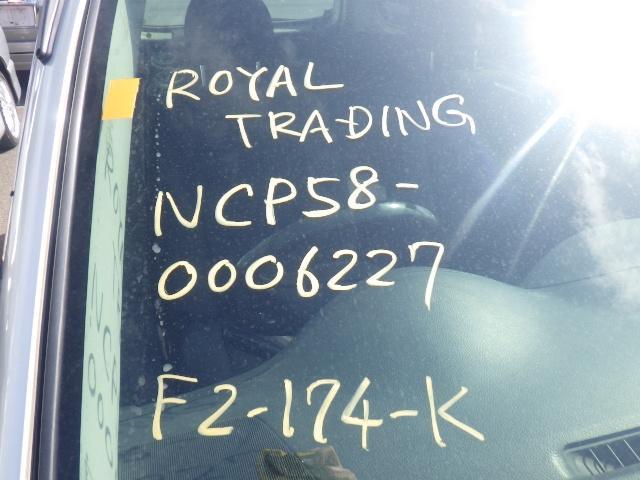 ROYAL
TRADING
NCP58-
0006227
F2-174-K